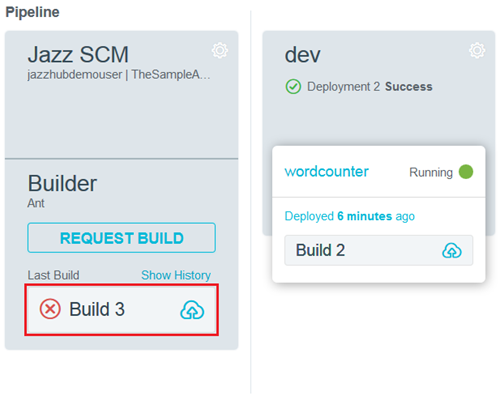 Pipeline
Jazz SCM
jazzhubdemouser | TheSampleA...
Builder
Ant
REQUEST BUILD
Last Build Show History
Build 3
dev
Deployment 2 Success
wordcounter Running
Deployed 6 minutes ago
Build 2